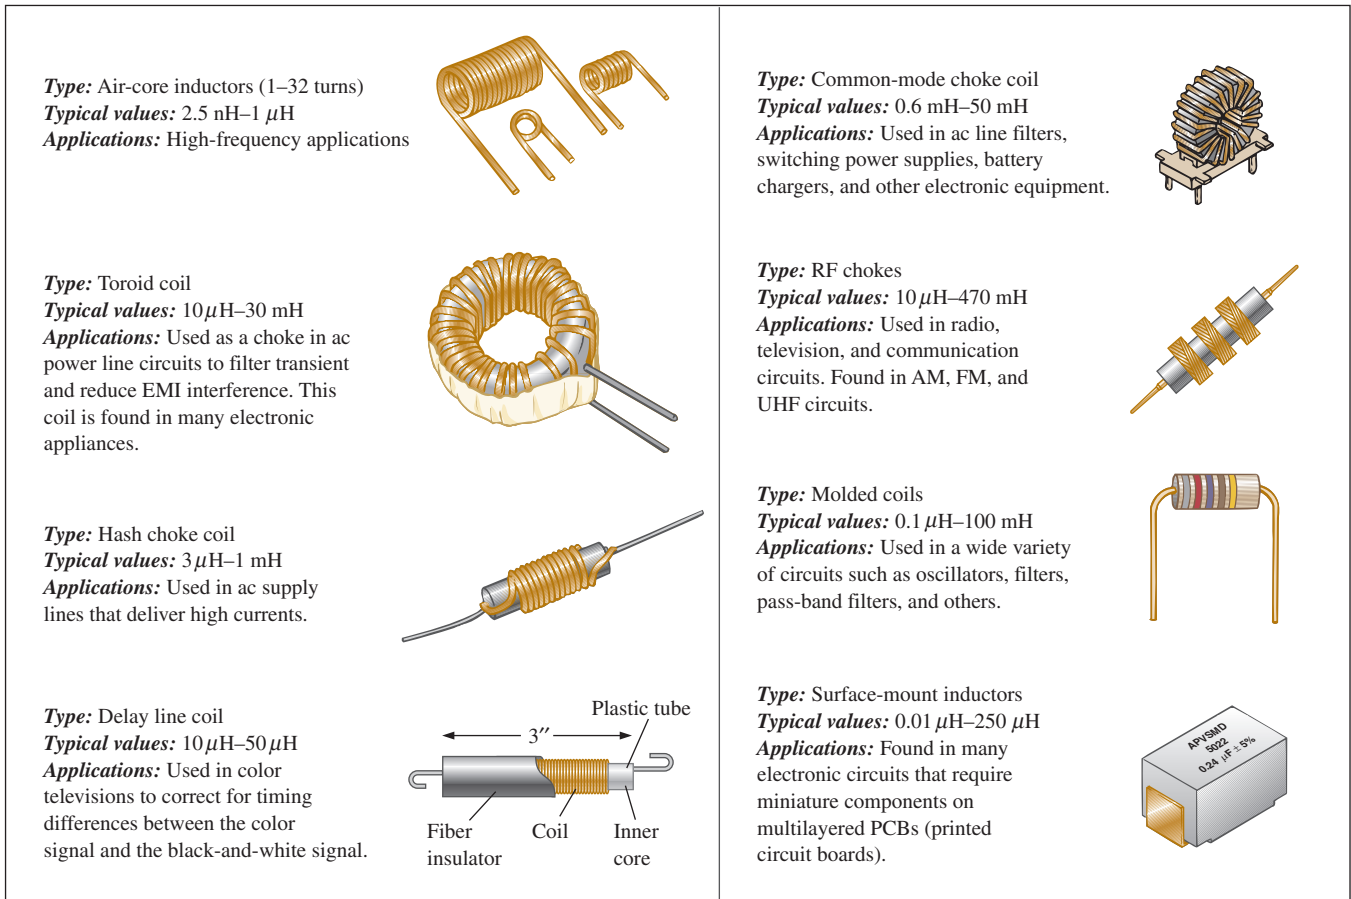 Type: Air-core inductors (1–32 turns)
Typical values: 2.5 nH–1 μH
Applications: High-frequency applications
Type: Toroid coil
Typical values: 10 μH–30 mH
Applications: Used as a choke in ac
power line circuits to filter transient
and reduce EMI interference. This
coil is found in many electronic
appliances.
Type: Hash choke coil
Typical values: 3 μH–1 mH
Applications: Used in ac supply
lines that deliver high currents.
Type: Delay line coil
Typical values: 10 μH–50 μH
Applications: Used in color
televisions to correct for timing
differences between the color
signal and the black-and-white signal.
Plastic tube
3″
Fiber
insulator
Coil
Inner
core
Type: Common-mode choke coil
Typical values: 0.6 mH–50 mH
Applications: Used in ac line filters,
switching power supplies, battery
chargers, and other electronic equipment.
Type: RF chokes
Typical values: 10 μH–470 mH
Applications: Used in radio,
television, and communication
circuits. Found in AM, FM, and
UHF circuits.
Type: Molded coils
Typical values: 0.1 μH–100 mH
Applications: Used in a wide variety
of circuits such as oscillators, filters,
pass-band filters, and others.
Type: Surface-mount inductors
Typical values: 0.01 μH–250 μH
Applications: Found in many
electronic circuits that require
miniature components on
multilayered PCBs (printed
circuit boards).
APVSMD
5022
0.24 μF ± 5%